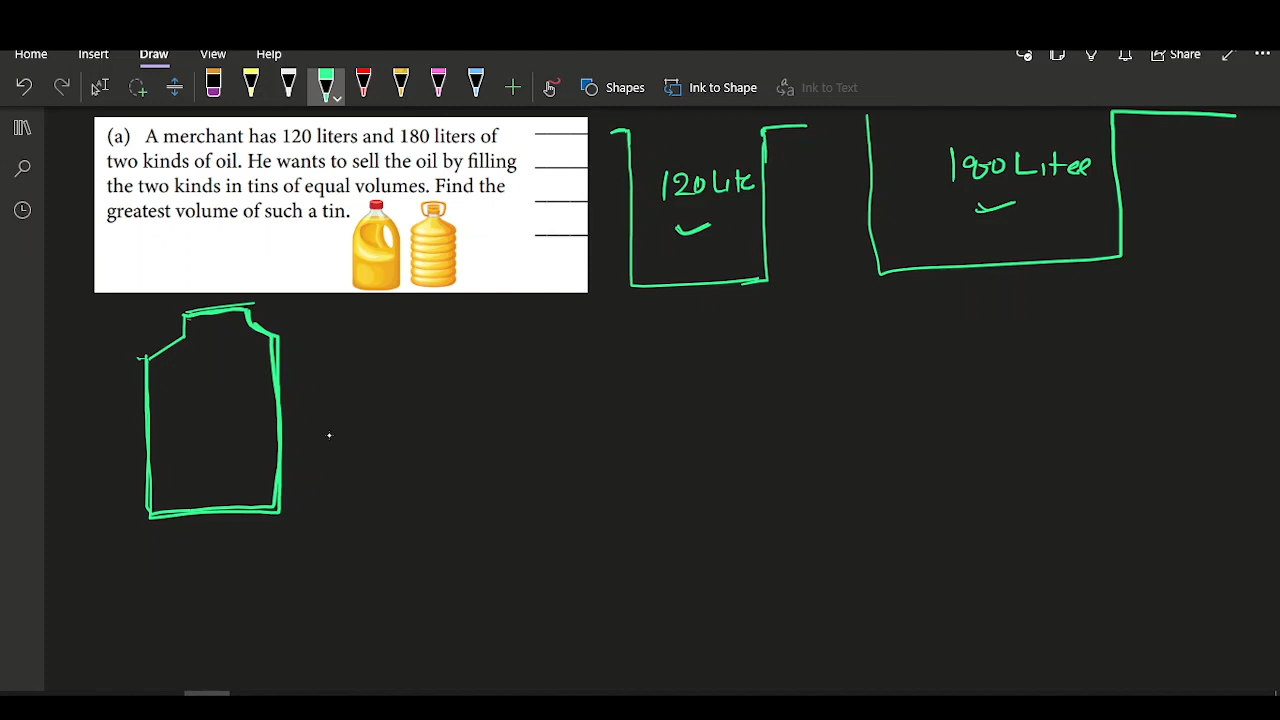 Home Insert Draw View Help Share
Shapes Ink to Shape Ink to Text
(a) A merchant has 120 liters and 180 liters of
two kinds of oil. He wants to sell the oil by filling
the two kinds in tins of equal volumes. Find the
greatest volume of such a tin.
120 Lite
180 Litee